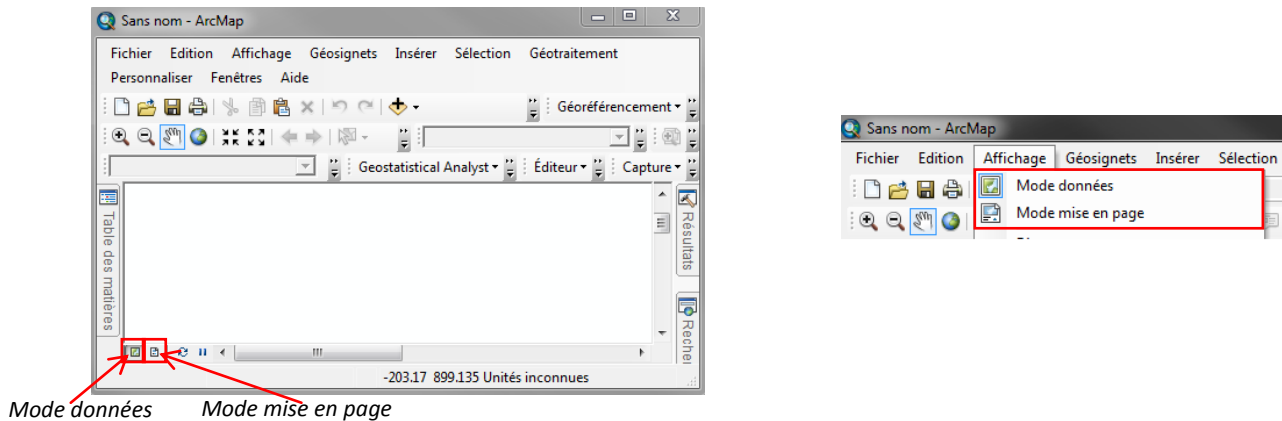 Sans nom - ArcMap
Fichier Edition Affichage Géosignets Insérer Sélection Géotraitement
Personnaliser Fenêtres Aide
Géoréférencement
Geostatistical Analyst Éditeur Capture
Table des matières
Résultats
Recher
-203.17 899.135 Unités inconnues
Mode données Mode mise en page
Sans nom - ArcMap
Fichier Edition Affichage Géosignets Insérer Sélection
Mode données
Mode mise en page